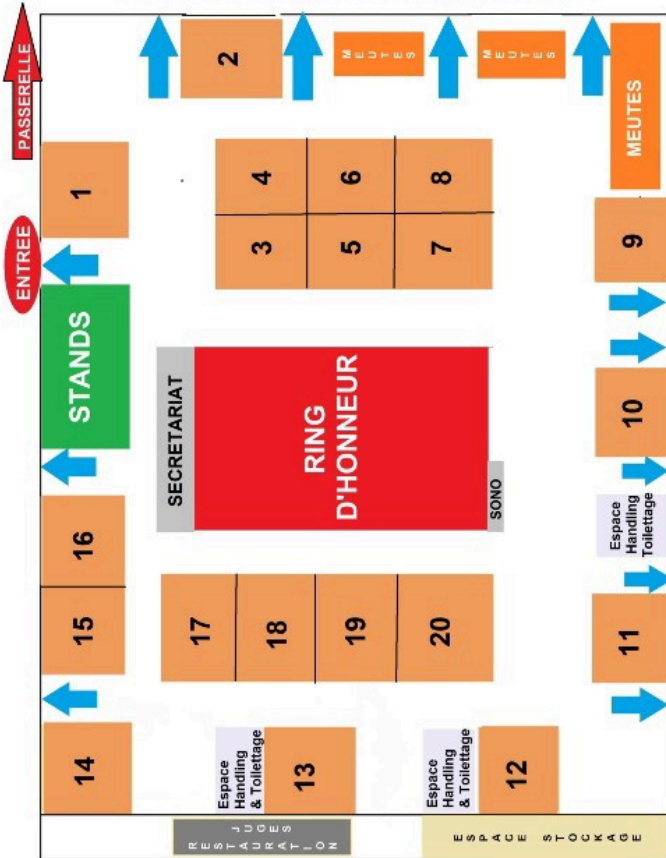 PASSERELLE
ENTREE
1
STANDS
16
15
14
2
MEUTES
MEUTES
MEUTES
4
6
8
3
5
7
9
SECRETARIAT
RING
D'HONNEUR
SONO
10
Espace
Handling
Toilettage
11
17
18
19
20
Espace
Handling
& Toilettage
13
Espace
Handling
& Toilettage
12
JUGES
RESTAURATION
ESPACE STOCKAGE